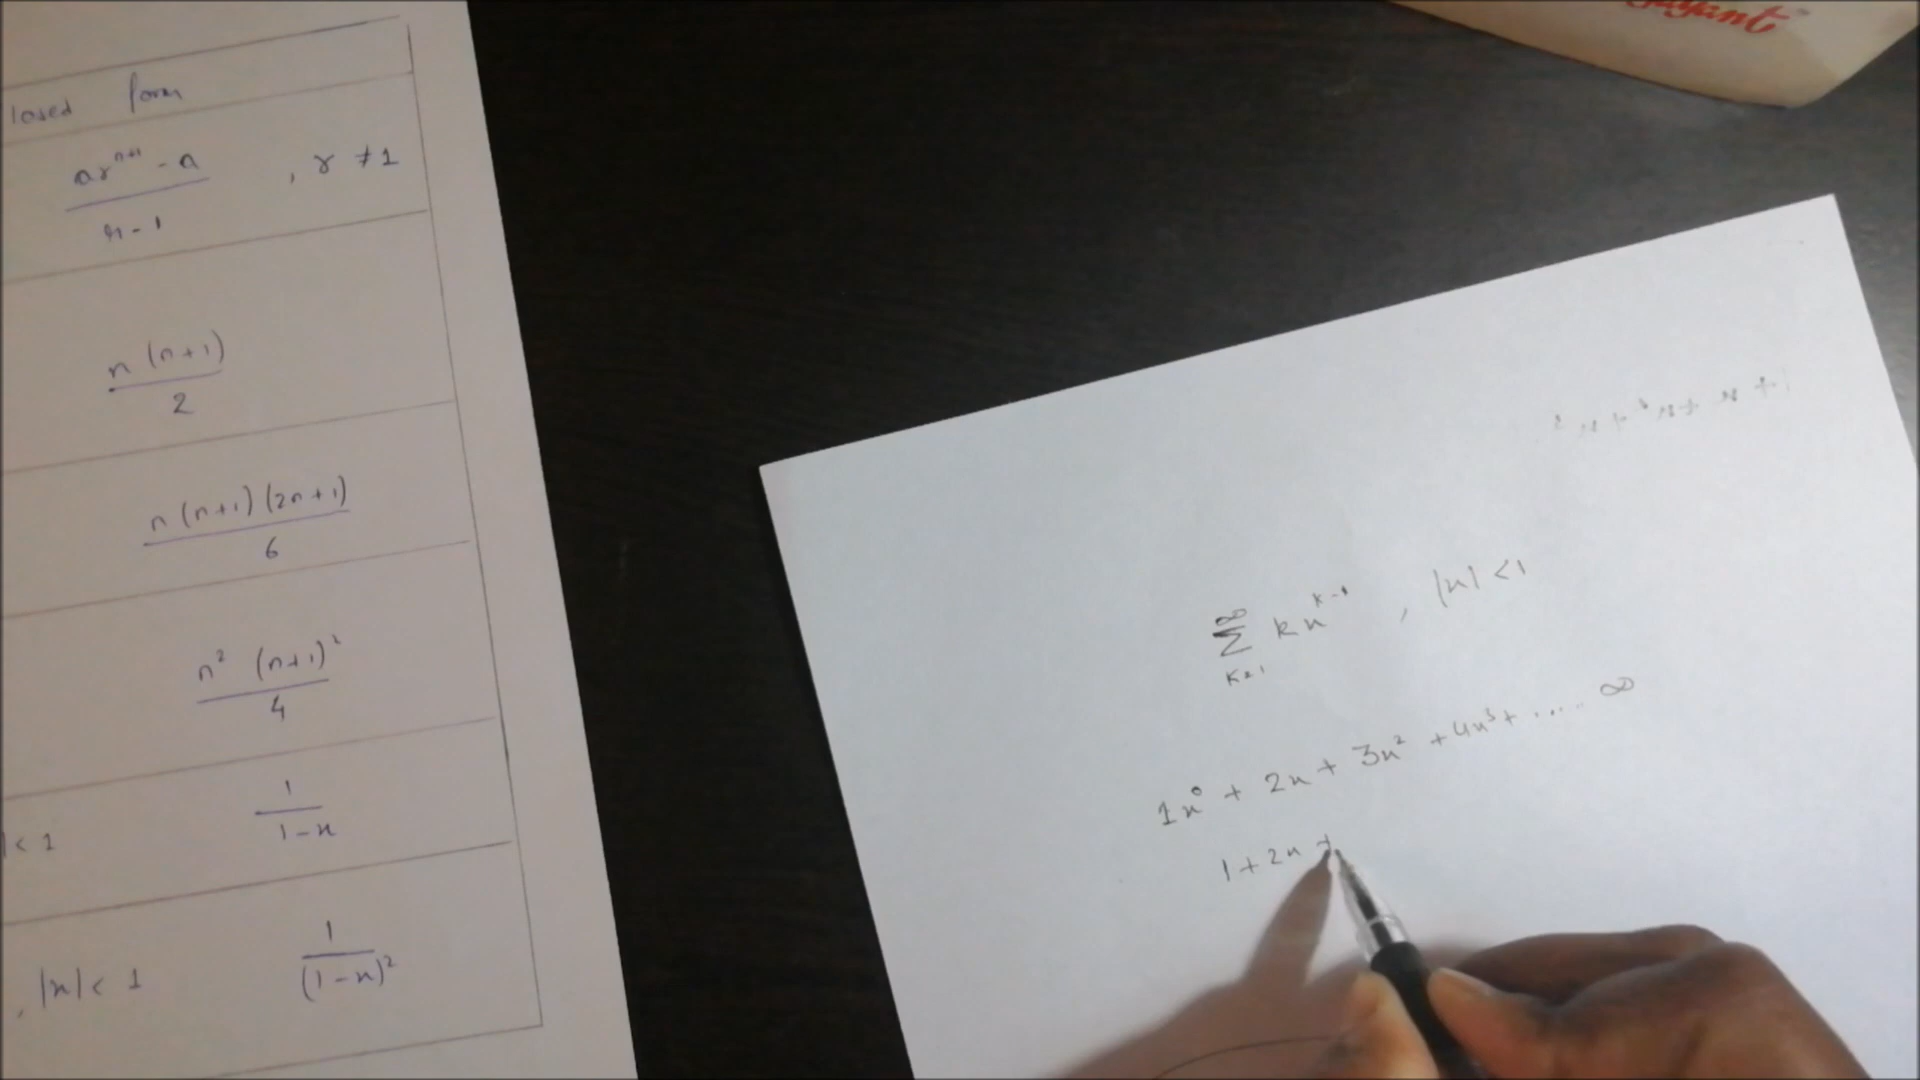 losed form
ar^{n+1} - a / r - 1 , r ≠ 1
n (n+1) / 2
n (n+1) (2n+1) / 6
n² (n+1)² / 4
< 1 1 / 1-x
, |x| < 1 1 / (1-x)²
∞ Σ k=1 k x^{k-1} , |x| < 1
1x⁰ + 2x + 3x² + 4x³ + ..... ∞
1 + 2x +